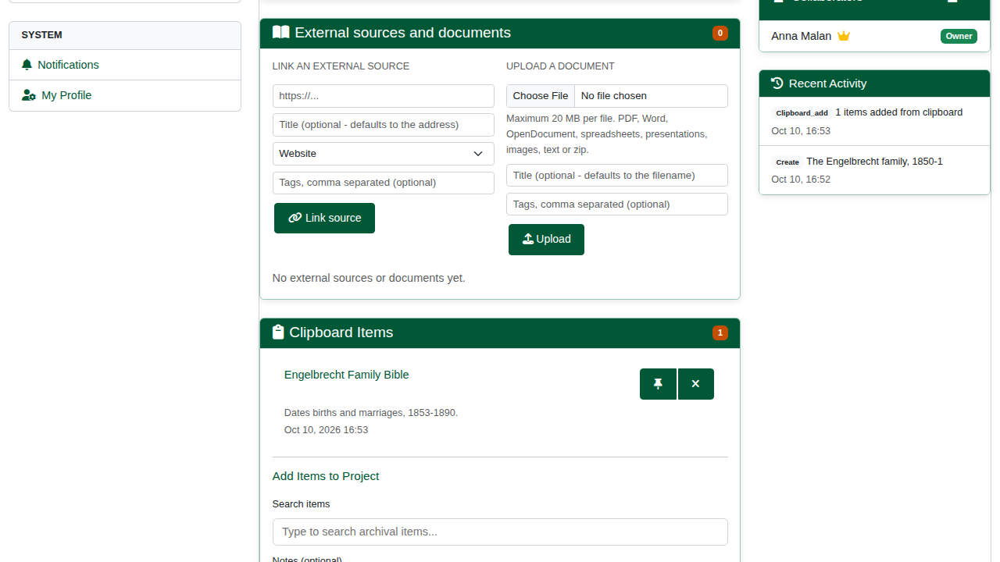 SYSTEM
Notifications
My Profile
External sources and documents 0
LINK AN EXTERNAL SOURCE
https://...
Title (optional - defaults to the address)
Website
Tags, comma separated (optional)
Link source
UPLOAD A DOCUMENT
Choose File No file chosen
Maximum 20 MB per file. PDF, Word,
OpenDocument, spreadsheets, presentations,
images, text or zip.
Title (optional - defaults to the filename)
Tags, comma separated (optional)
Upload
No external sources or documents yet.
Clipboard Items 1
Engelbrecht Family Bible
Dates births and marriages, 1853-1890.
Oct 10, 2026 16:53
Add Items to Project
Search items
Type to search archival items...
Notes (optional)
Anna Malan Owner
Recent Activity
Clipboard_add 1 items added from clipboard
Oct 10, 16:53
Create The Engelbrecht family, 1850-1
Oct 10, 16:52